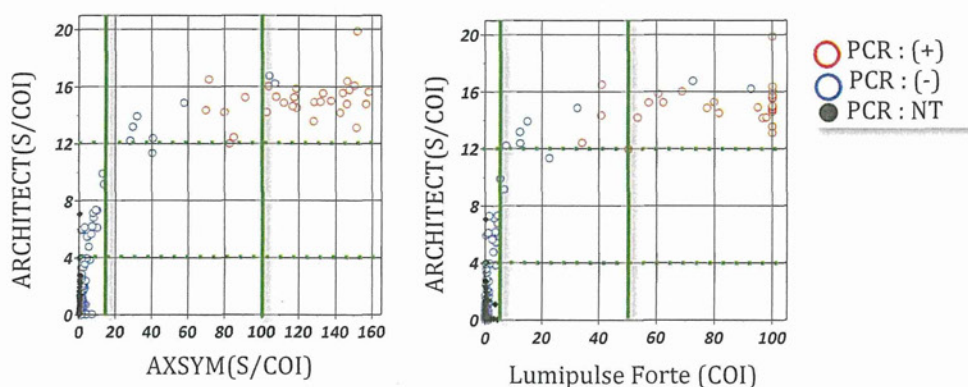 20
16
12
8
4
0
ARCHITECT(S/COI)
0 20 40 60 80 100 120 140 160
AXSYM(S/COI)
20
16
12
8
4
0
ARCHITECT(S/COI)
0 20 40 60 80 100
Lumipulse Forte (COI)
PCR : (+)
PCR : (-)
PCR : NT